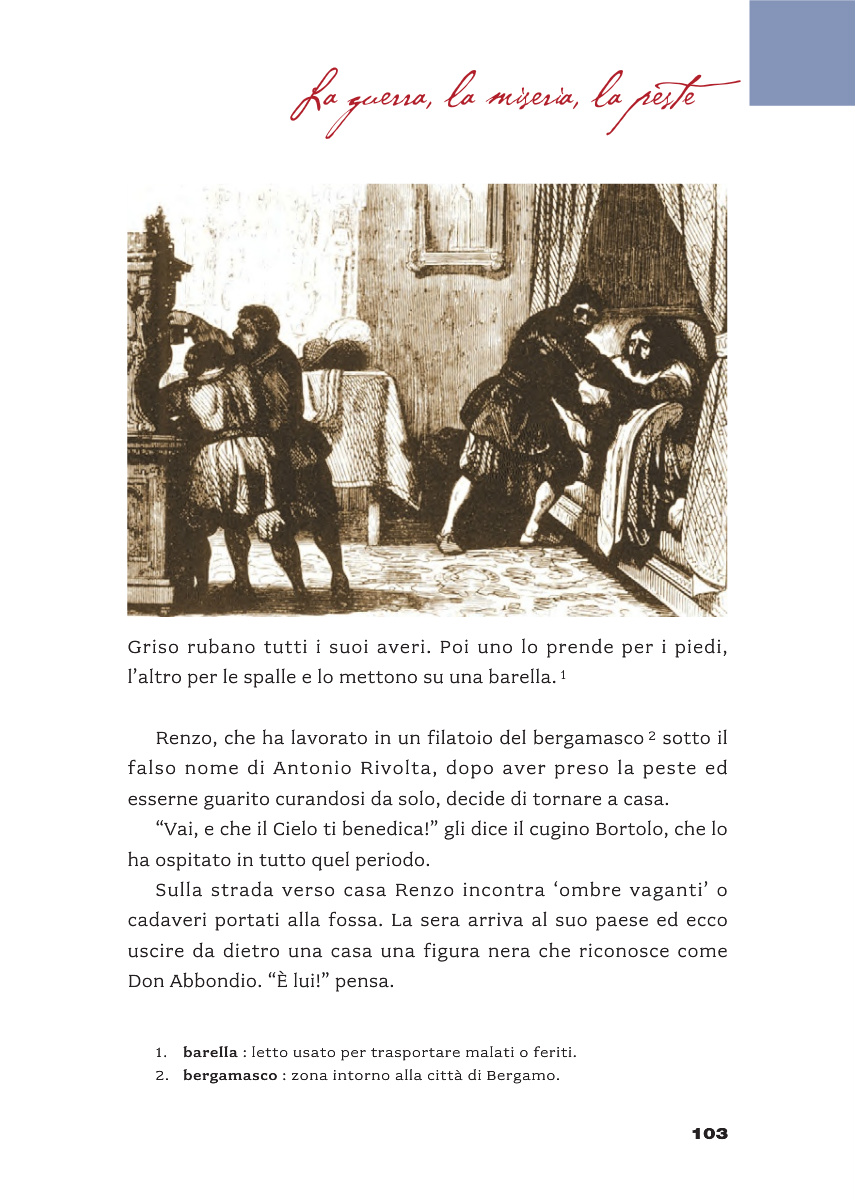 La guerra, la miseria, la peste
Griso rubano tutti i suoi averi. Poi uno lo prende per i piedi,
l’altro per le spalle e lo mettono su una barella. 1
Renzo, che ha lavorato in un filatoio del bergamasco 2 sotto il
falso nome di Antonio Rivolta, dopo aver preso la peste ed
esserne guarito curandosi da solo, decide di tornare a casa.
“Vai, e che il Cielo ti benedica!” gli dice il cugino Bortolo, che lo
ha ospitato in tutto quel periodo.
Sulla strada verso casa Renzo incontra ‘ombre vaganti’ o
cadaveri portati alla fossa. La sera arriva al suo paese ed ecco
uscire da dietro una casa una figura nera che riconosce come
Don Abbondio. “È lui!” pensa.
1. barella : letto usato per trasportare malati o feriti.
2. bergamasco : zona intorno alla città di Bergamo.
103